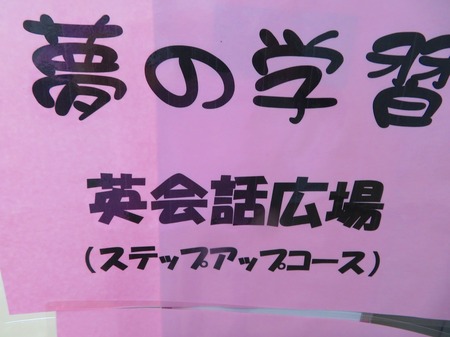 夢の学習
英会話広場
(ステップアップコース)